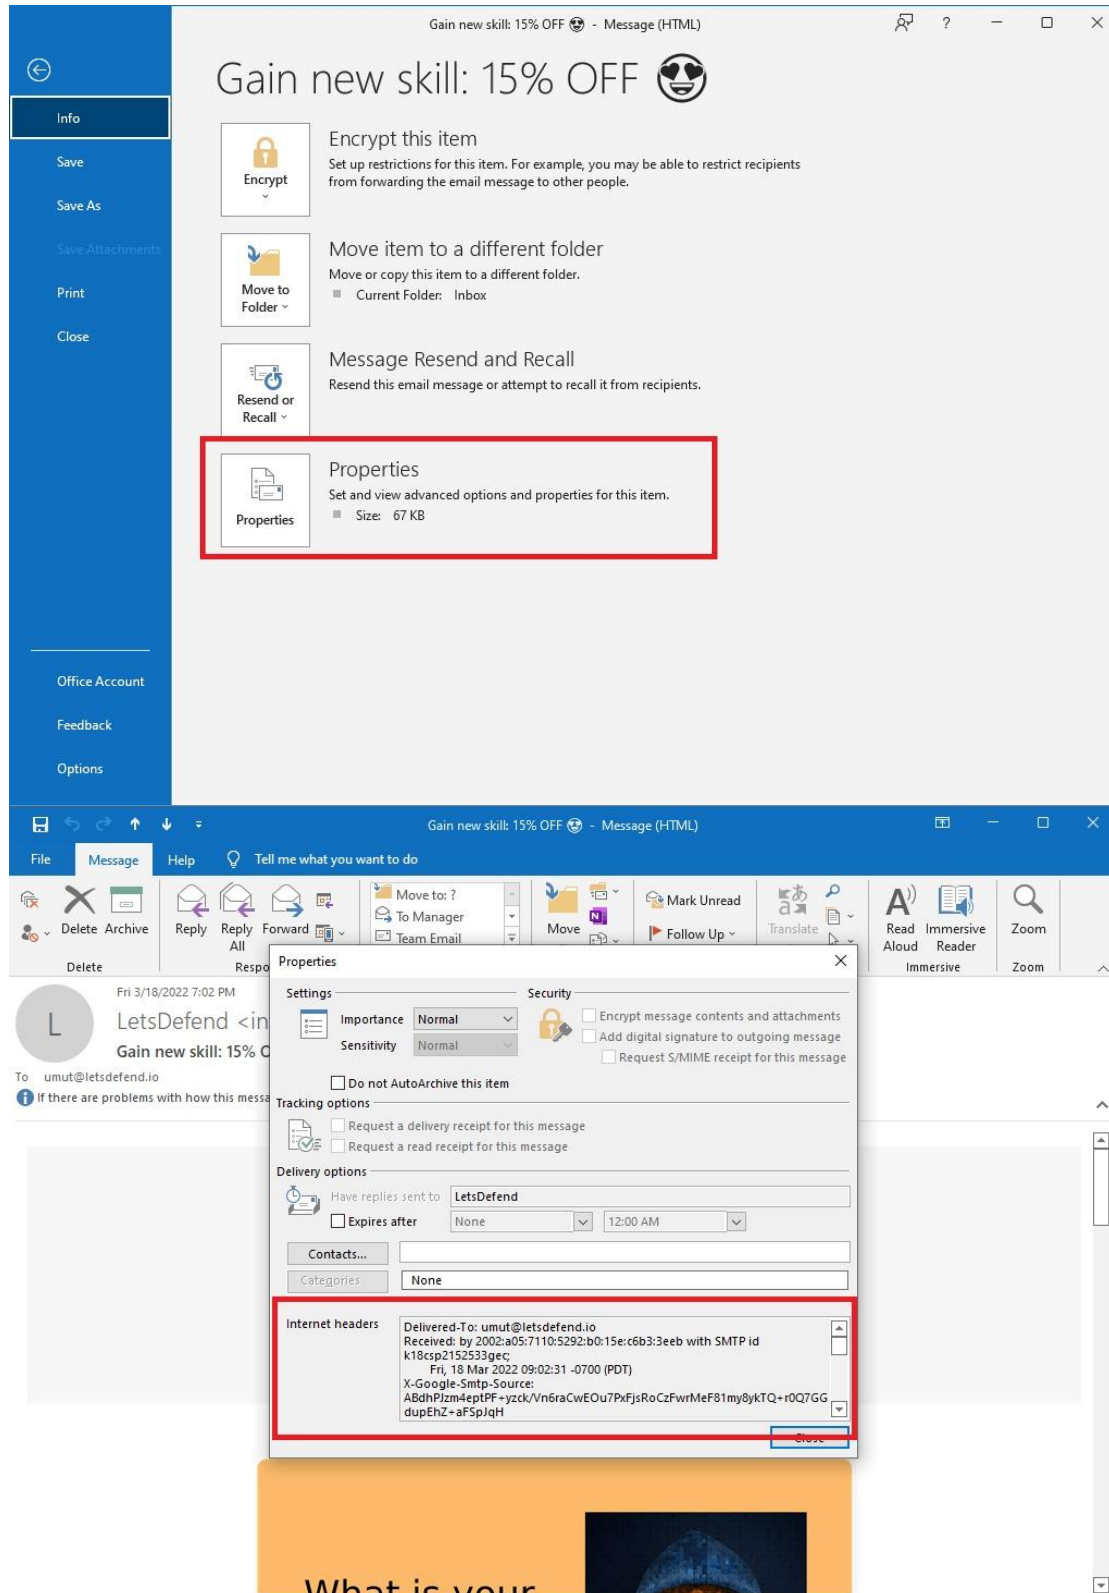 Gain new skill: 15% OFF 😍 - Message (HTML)
?
Gain new skill: 15% OFF 😍
Info
Save
Save As
Save Attachments
Print
Close
Office Account
Feedback
Options
Encrypt
Encrypt this item
Set up restrictions for this item. For example, you may be able to restrict recipients
from forwarding the email message to other people.
Move to
Folder
Move item to a different folder
Move or copy this item to a different folder.
Current Folder: Inbox
Resend or
Recall
Message Resend and Recall
Resend this email message or attempt to recall it from recipients.
Properties
Properties
Set and view advanced options and properties for this item.
Size: 67 KB
Gain new skill: 15% OFF 😍 - Message (HTML)
File Message Help Tell me what you want to do
Delete Archive
Delete
Reply Reply
All
Forward
Respo
Move to: ?
To Manager
Team Email
Move
N
Mark Unread
Follow Up
Translate
Read
Aloud
Immersive
Reader
Immersive
Zoom
Zoom
L
Fri 3/18/2022 7:02 PM
LetsDefend <in
Gain new skill: 15% O
To umut@letsdefend.io
If there are problems with how this messa
Properties
Settings
Importance Normal
Sensitivity Normal
Do not AutoArchive this item
Security
Encrypt message contents and attachments
Add digital signature to outgoing message
Request S/MIME receipt for this message
Tracking options
Request a delivery receipt for this message
Request a read receipt for this message
Delivery options
Have replies sent to LetsDefend
Expires after None 12:00 AM
Contacts...
Categories None
Internet headers
Delivered-To: umut@letsdefend.io
Received: by 2002:a05:7110:5292:b0:15e:c6b3:3eeb with SMTP id
k18csp2152533gec;
Fri, 18 Mar 2022 09:02:31 -0700 (PDT)
X-Google-Smtp-Source:
ABdhPJzm4eptPF+yzck/Vn6raCwEOu7PxFjsRoCzFwrMeF81my8ykTQ+r0Q7GG
dupEhZ+aFSpJqH
Close
What is your